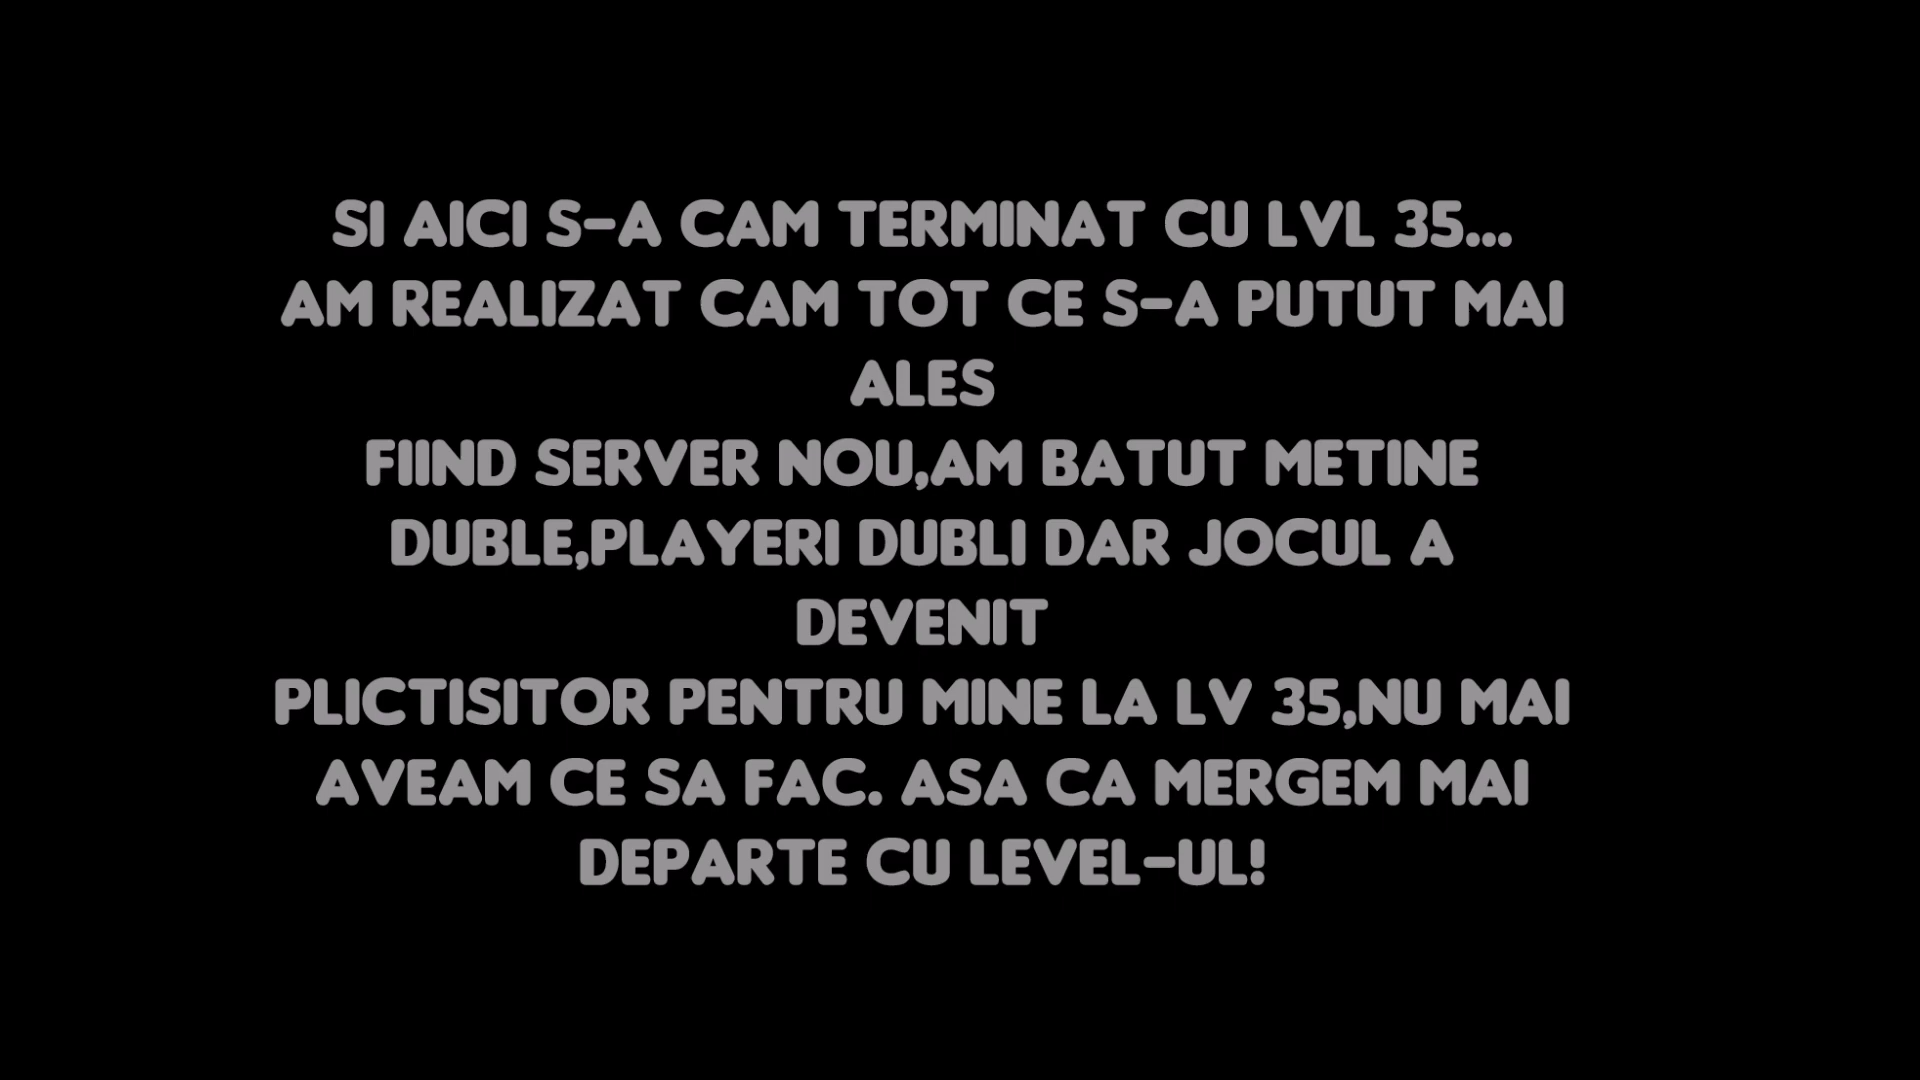 SI AICI S-A CAM TERMINAT CU LVL 35...
AM REALIZAT CAM TOT CE S-A PUTUT MAI
ALES
FIIND SERVER NOU,AM BATUT METINE
DUBLE,PLAYERI DUBLI DAR JOCUL A
DEVENIT
PLICTISITOR PENTRU MINE LA LV 35,NU MAI
AVEAM CE SA FAC. ASA CA MERGEM MAI
DEPARTE CU LEVEL-UL!